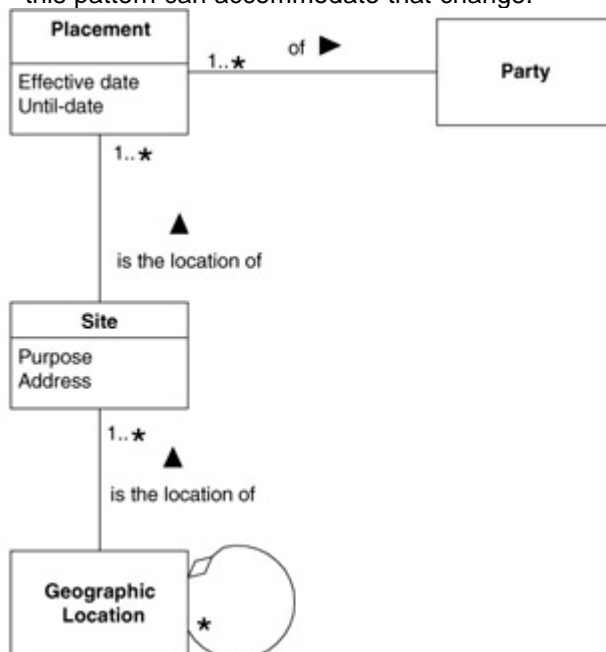 this pattern can accommodate that change.
Placement
Effective date
Until-date
1..*
of ►
Party
1..*
▲
is the location of
Site
Purpose
Address
1..*
▲
is the location of
Geographic
Location
*